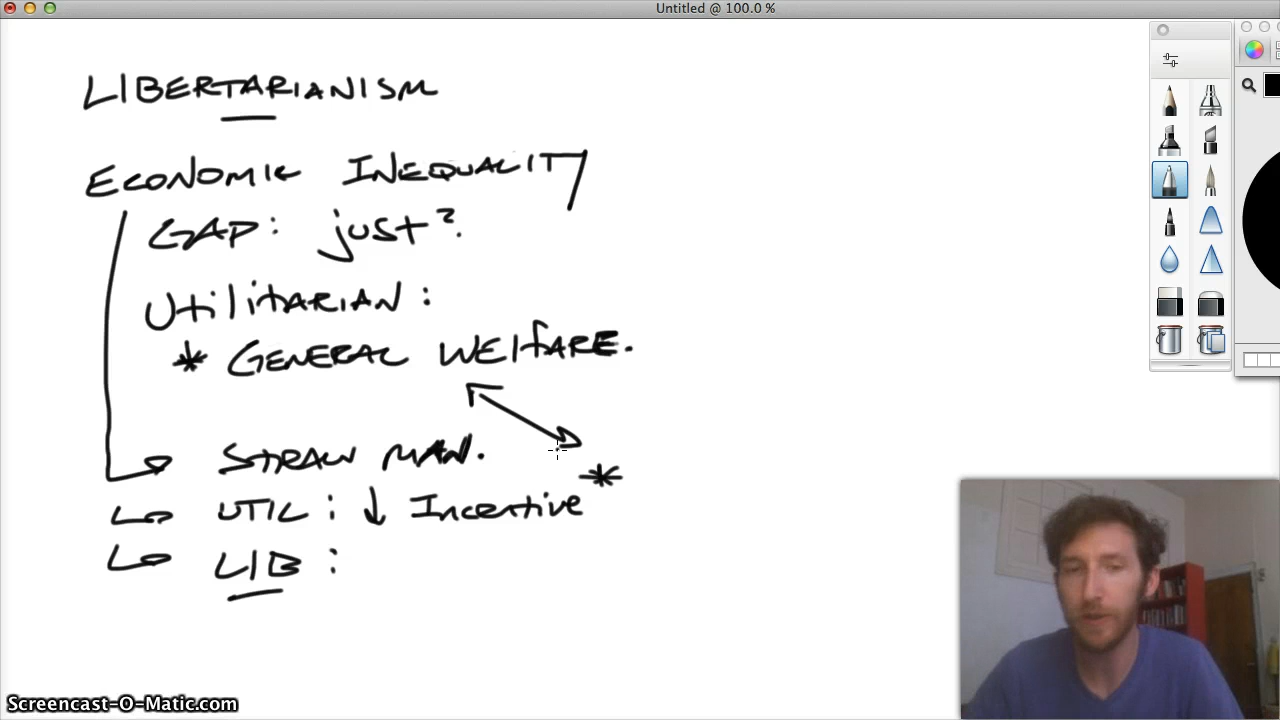 Untitled @ 100.0 %
LIBERTARIANISM
ECONOMIC INEQUALITY
GAP: just?
Utilitarian:
* GENERAL WELFARE.
STRAW MAN.
UTIL: ↓ Incentive *
LIB:
Screencast-O-Matic.com